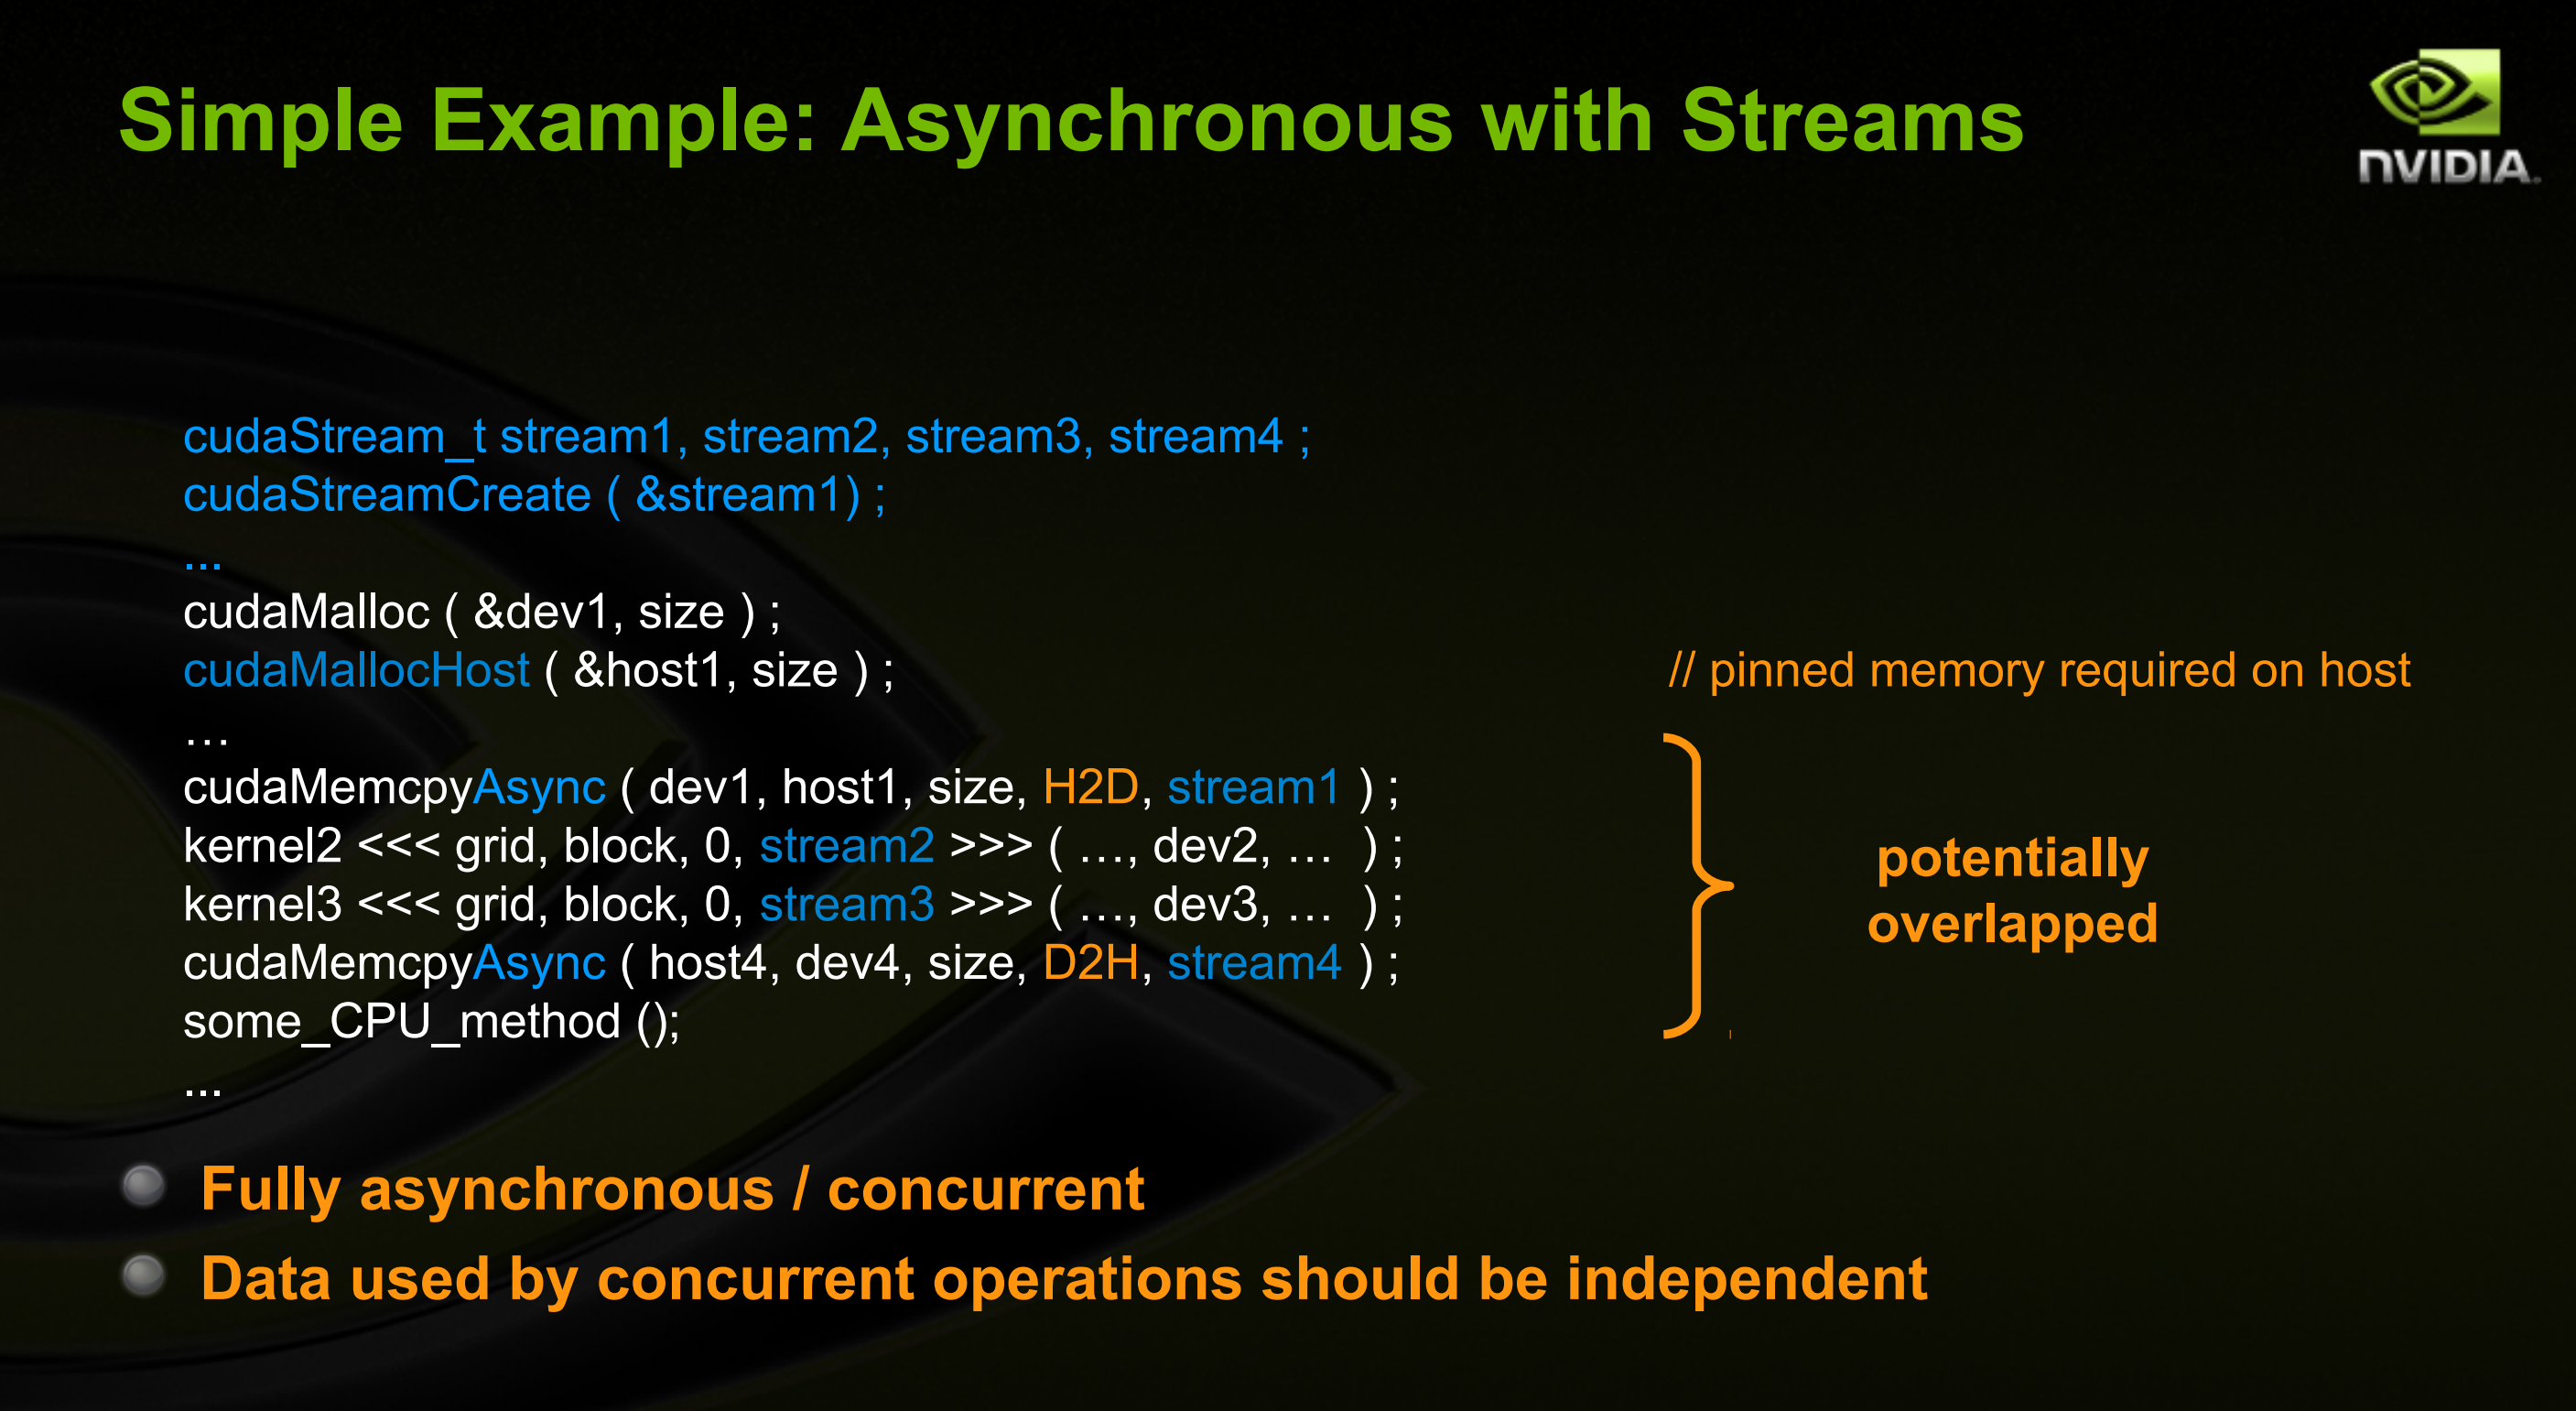 Simple Example: Asynchronous with Streams
NVIDIA.
cudaStream_t stream1, stream2, stream3, stream4 ;
cudaStreamCreate ( &stream1) ;
...
cudaMalloc ( &dev1, size ) ;
cudaMallocHost ( &host1, size ) ; // pinned memory required on host
…
cudaMemcpyAsync ( dev1, host1, size, H2D, stream1 ) ;
kernel2 <<< grid, block, 0, stream2 >>> ( …, dev2, … ) ;
kernel3 <<< grid, block, 0, stream3 >>> ( …, dev3, … ) ;
cudaMemcpyAsync ( host4, dev4, size, D2H, stream4 ) ;
some_CPU_method ();
...
potentially
overlapped
Fully asynchronous / concurrent
Data used by concurrent operations should be independent